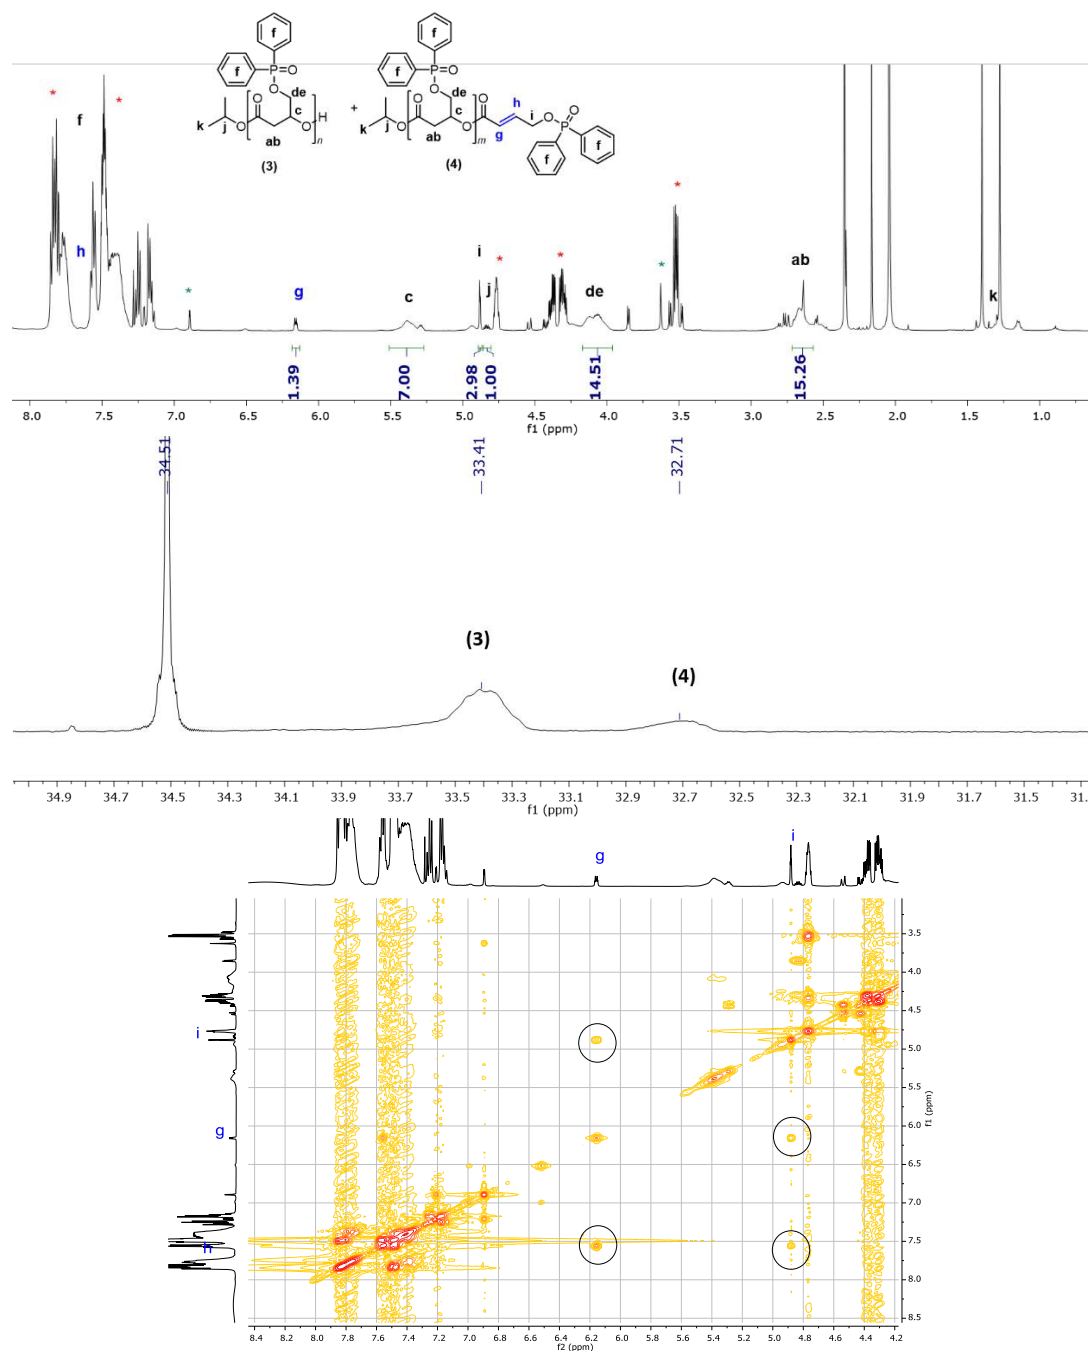 f
f P=O
O
de
O c
k j O O H
ab n
(3)
+
f
f P=O
O
de h
O c O i O
k j O O g O P
ab m f f
(4)
* f * * * *
h * g c i j * de * ab k
1.39 7.00 2.98 1.00 14.51 15.26
8.0 7.5 7.0 6.5 6.0 5.5 5.0 4.5 4.0 3.5 3.0 2.5 2.0 1.5 1.0
f1 (ppm)
34.51 33.41 32.71
(3)
(4)
34.9 34.7 34.5 34.3 34.1 33.9 33.7 33.5 33.3 33.1 32.9 32.7 32.5 32.3 32.1 31.9 31.7 31.5 31.
f1 (ppm)
g i
i
g
h
3.5
4.0
4.5
5.0
5.5
6.0
6.5
7.0
7.5
8.0
8.5
f1 (ppm)
8.4 8.2 8.0 7.8 7.6 7.4 7.2 7.0 6.8 6.6 6.4 6.2 6.0 5.8 5.6 5.4 5.2 5.0 4.8 4.6 4.4 4.2
f2 (ppm)